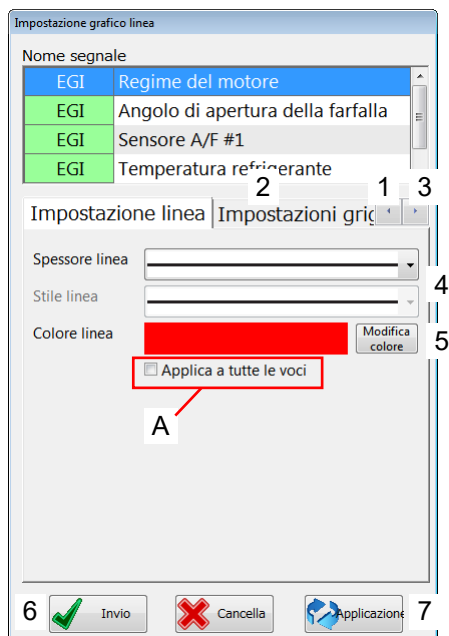 Impostazione grafico linea
Nome segnale
EGI Regime del motore
EGI Angolo di apertura della farfalla
EGI Sensore A/F #1
EGI Temperatura refrigerante
2 1 3
Impostazione linea Impostazioni grig
Spessore linea
4
Stile linea
Colore linea Modifica colore 5
Applica a tutte le voci
A
6 Invio Cancella Applicazione 7